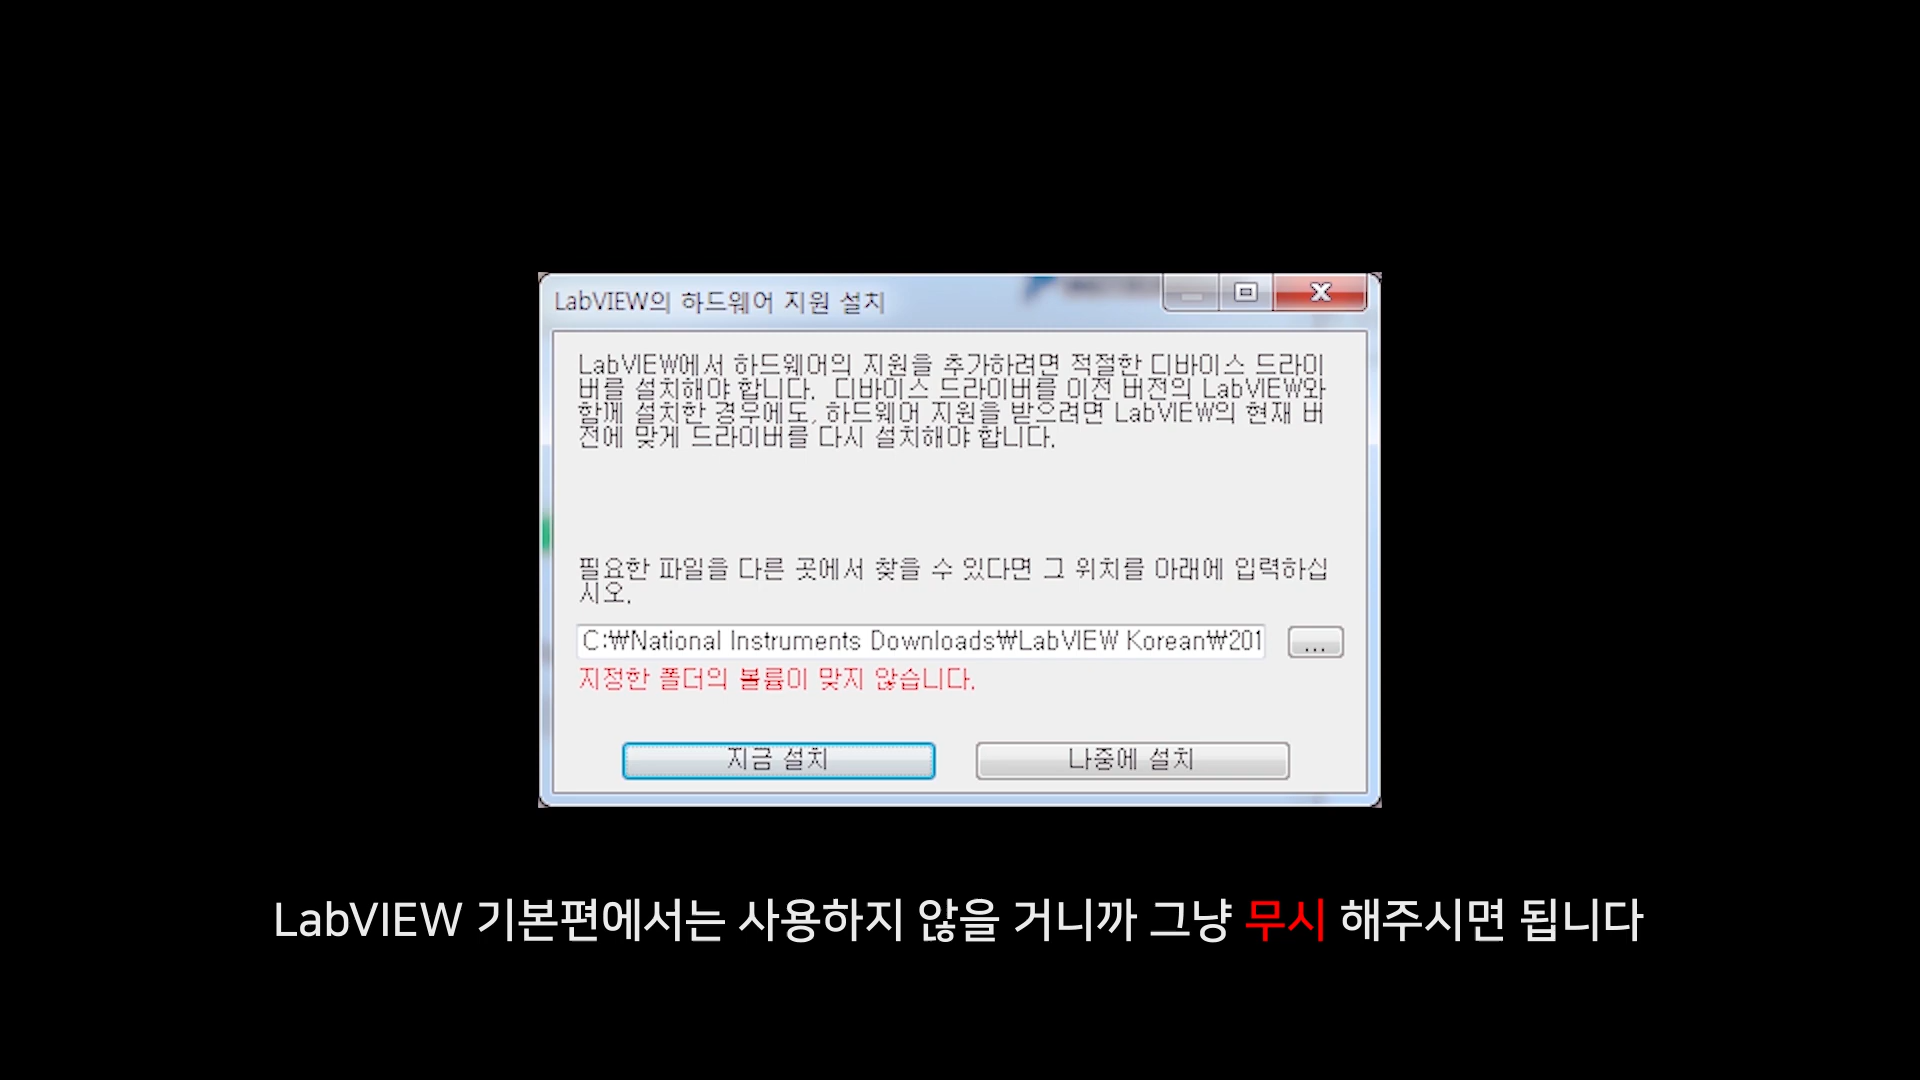 LabVIEW의 하드웨어 지원 설치
LabVIEW에서 하드웨어의 지원을 추가하려면 적절한 디바이스 드라이
버를 설치해야 합니다. 디바이스 드라이버를 이전 버전의 LabVIEW와
함께 설치한 경우에도, 하드웨어 지원을 받으려면 LabVIEW의 현재 버
전에 맞게 드라이버를 다시 설치해야 합니다.
필요한 파일을 다른 곳에서 찾을 수 있다면 그 위치를 아래에 입력하십
시오.
C:₩National Instruments Downloads₩LabVIEW Korean₩201
...
지정한 폴더의 볼륨이 맞지 않습니다.
지금 설치
나중에 설치
LabVIEW 기본편에서는 사용하지 않을 거니까 그냥 무시 해주시면 됩니다